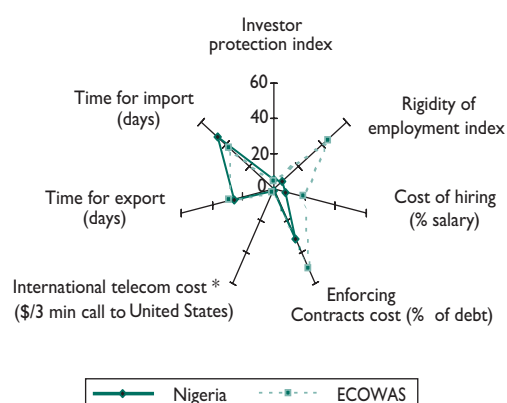 Investor
protection index
Time for import
(days)
60
40
20
0
Rigidity of
employment index
Time for export
(days)
Cost of hiring
(% salary)
International telecom cost *
($/3 min call to United States)
Enforcing
Contracts cost (% of debt)
Nigeria
ECOWAS